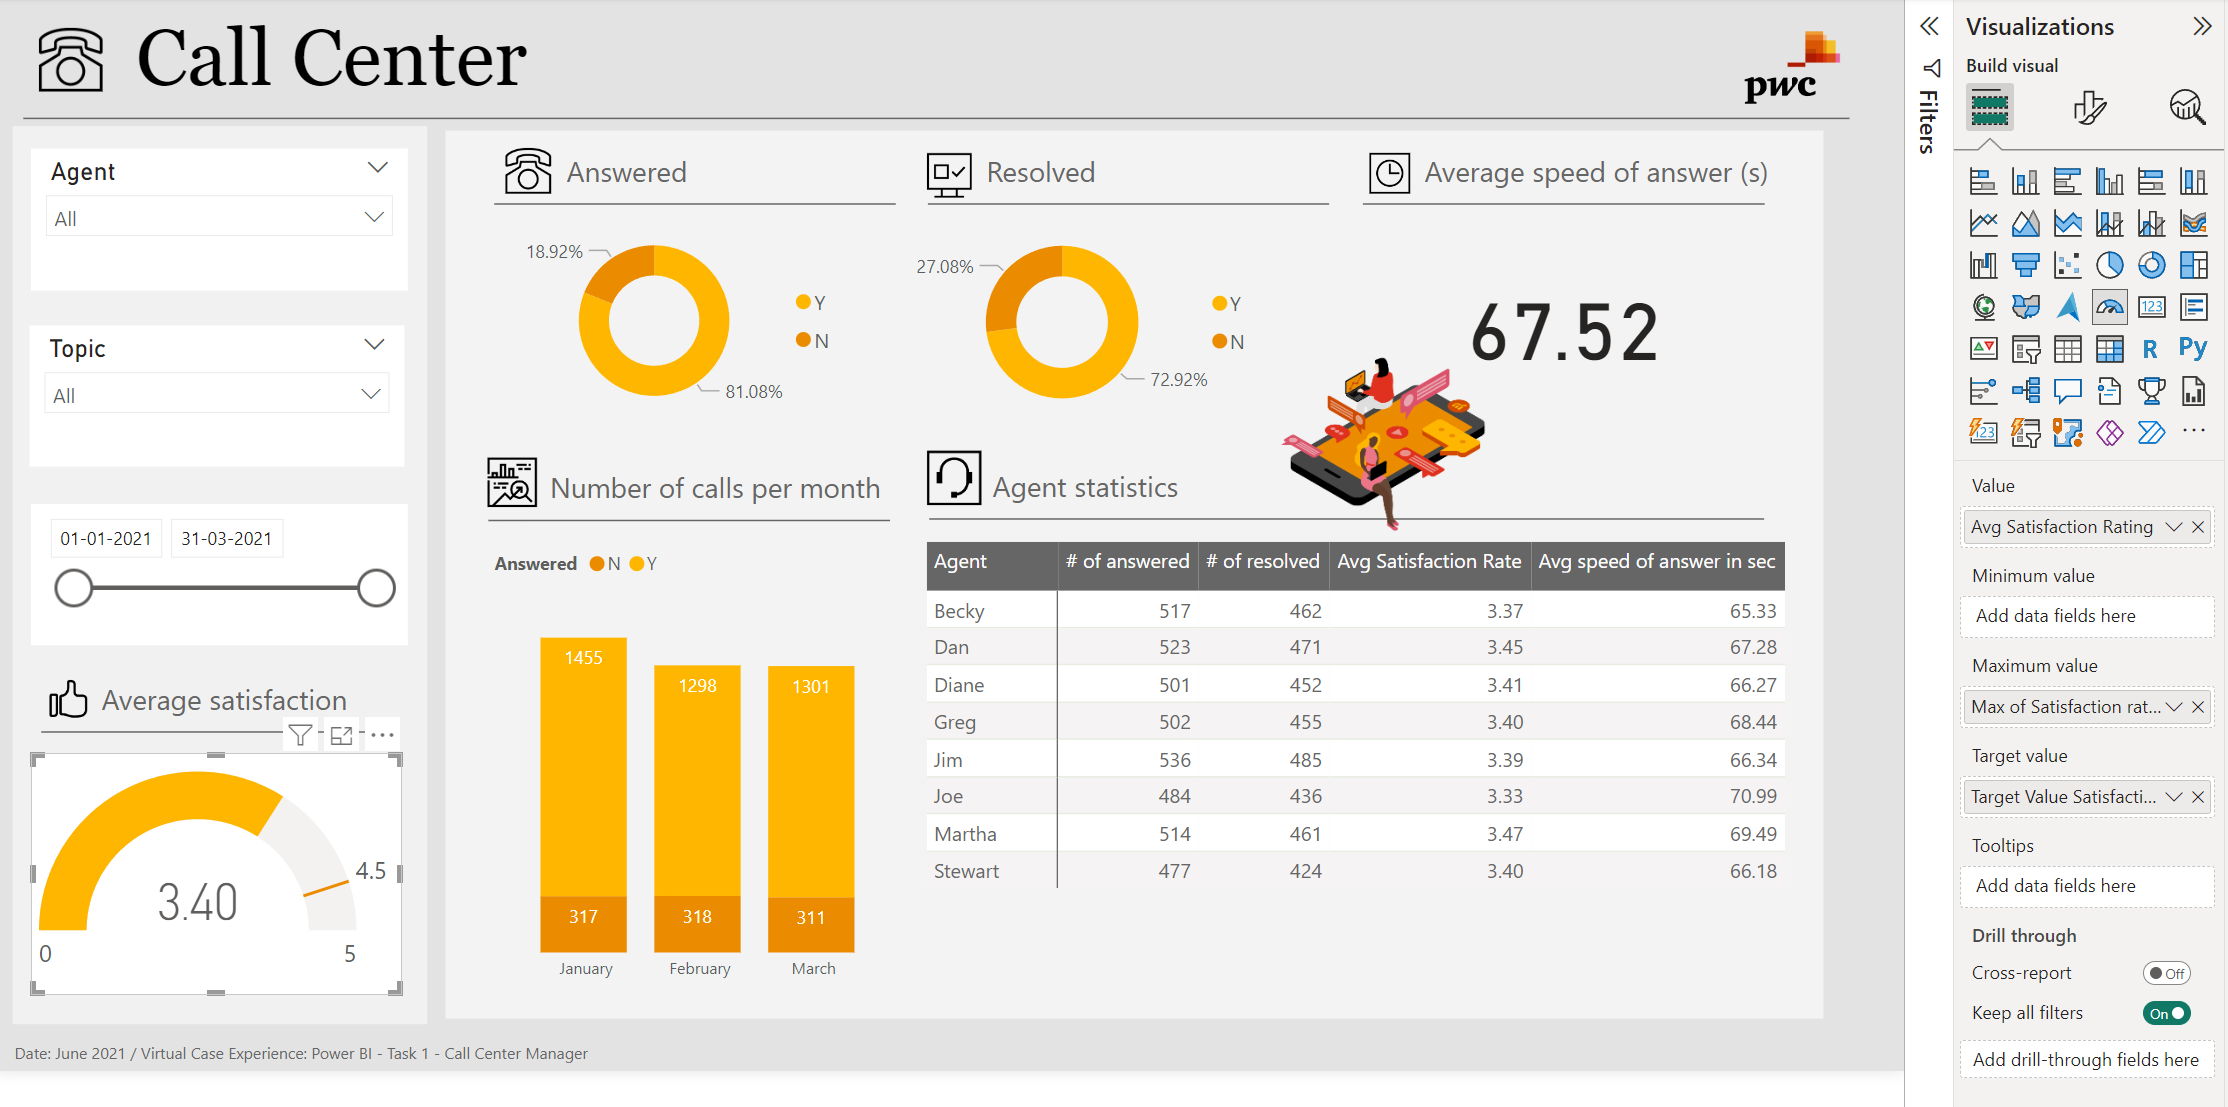 Call Center
pwc
Agent
All
Topic
All
01-01-2021 31-03-2021
Average satisfaction
3.40
4.5
0 5
Answered
18.92%
Y
N
81.08%
Resolved
27.08%
Y
N
72.92%
Average speed of answer (s)
67.52
Number of calls per month
Answered N Y
1455 1298 1301
317 318 311
January February March
Agent statistics
Agent # of answered # of resolved Avg Satisfaction Rate Avg speed of answer in sec
Becky 517 462 3.37 65.33
Dan 523 471 3.45 67.28
Diane 501 452 3.41 66.27
Greg 502 455 3.40 68.44
Jim 536 485 3.39 66.34
Joe 484 436 3.33 70.99
Martha 514 461 3.47 69.49
Stewart 477 424 3.40 66.18
Date: June 2021 / Virtual Case Experience: Power BI - Task 1 - Call Center Manager
Filters
Visualizations
Build visual
123
R Py
123
Value
Avg Satisfaction Rating
Minimum value
Add data fields here
Maximum value
Max of Satisfaction rat...
Target value
Target Value Satisfacti...
Tooltips
Add data fields here
Drill through
Cross-report Off
Keep all filters On
Add drill-through fields here